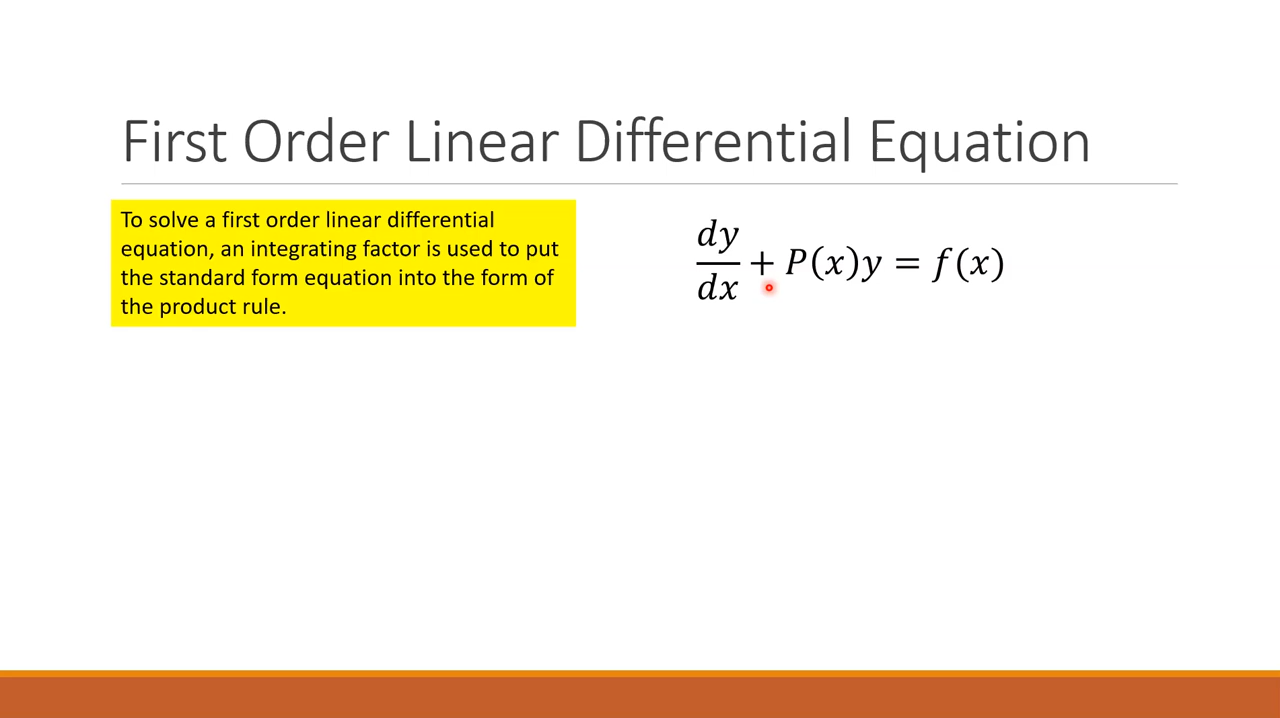 First Order Linear Differential Equation
To solve a first order linear differential
equation, an integrating factor is used to put
the standard form equation into the form of
the product rule.
dy/dx + P(x)y = f(x)